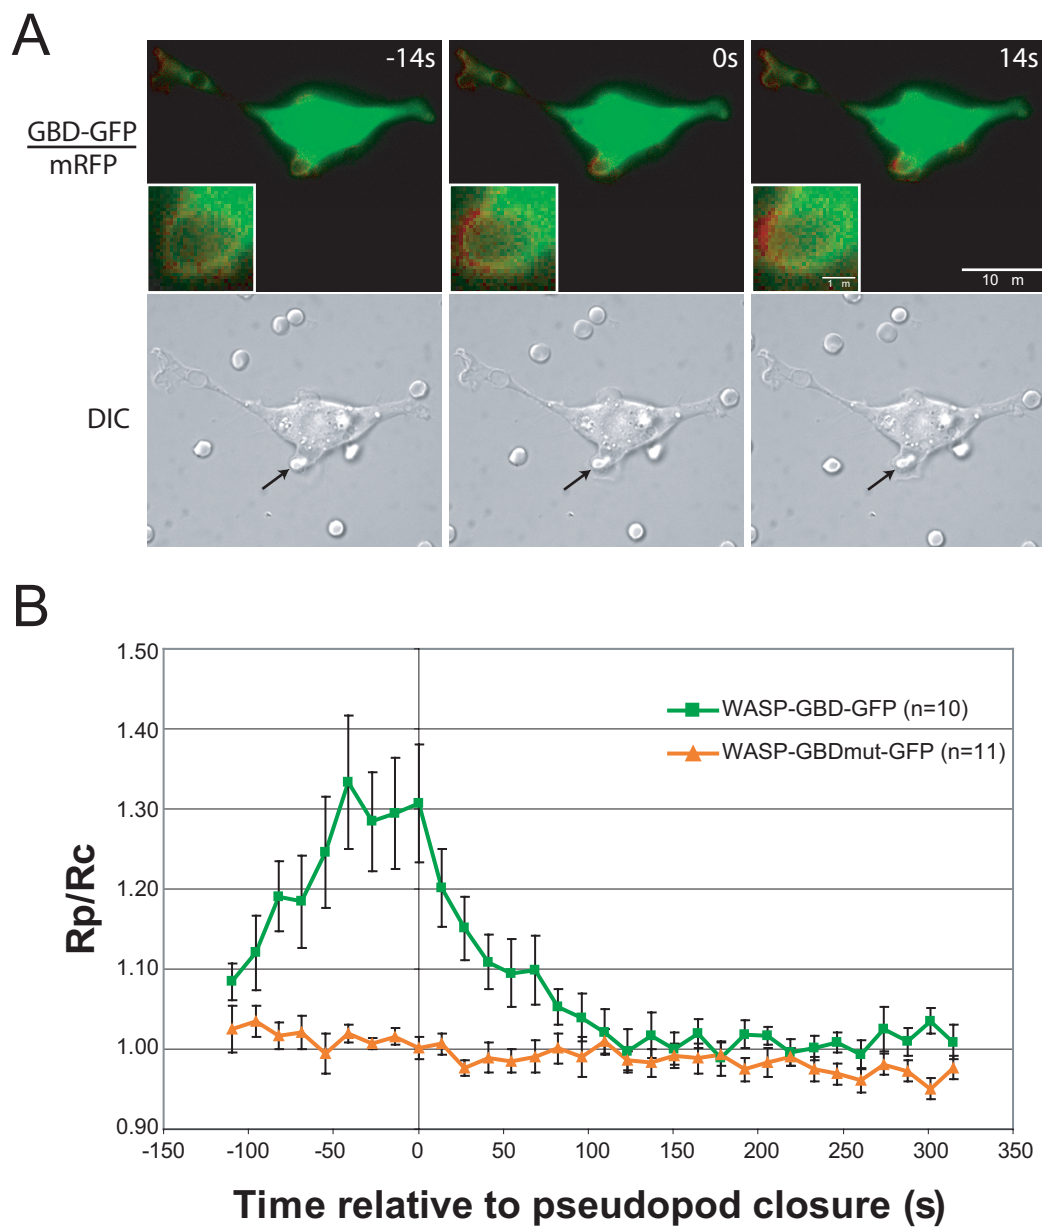 A
GBD-GFP
mRFP
-14s
0s
14s
1 m
10 m
DIC
B
Rp/Rc
1.50
1.40
1.30
1.20
1.10
1.00
0.90
WASP-GBD-GFP (n=10)
WASP-GBDmut-GFP (n=11)
-150 -100 -50 0 50 100 150 200 250 300 350
Time relative to pseudopod closure (s)